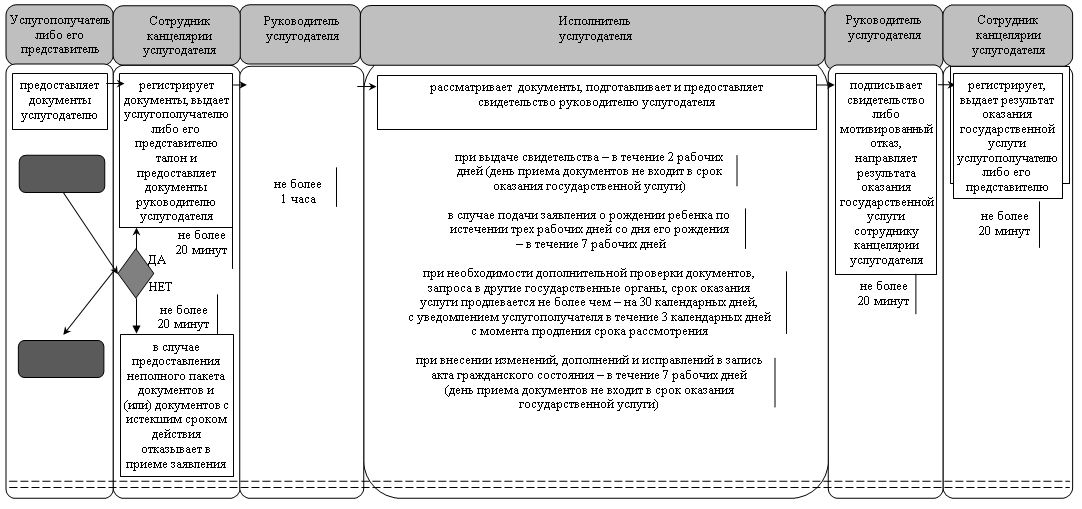 Услугополучатель
либо его
представитель
Сотрудник
канцелярии
услугодателя
Руководитель
услугодателя
Исполнитель
услугодателя
Руководитель
услугодателя
Сотрудник
канцелярии
услугодателя
предоставляет
документы
услугодателю
регистрирует
документы, выдает
услугополучателю
либо его
представителю
талон и
предоставляет
документы
руководителю
услугодателя
не более
20 минут
ДА
НЕТ
не более
20 минут
в случае
предоставления
неполного пакета
документов и
(или) документов с
истекшим сроком
действия
отказывает в
приеме заявления
не более
1 часа
рассматривает документы, подготавливает и предоставляет
свидетельство руководителю услугодателя
при выдаче свидетельства – в течение 2 рабочих
дней (день приема документов не входит в срок
оказания государственной услуги)
в случае подачи заявления о рождении ребенка по
истечении трех рабочих дней со дня его рождения
– в течение 7 рабочих дней
при необходимости дополнительной проверки документов,
запроса в другие государственные органы, срок оказания
услуги продлевается не более чем – на 30 календарных дней,
с уведомлением услугополучателя в течение 3 календарных дней
с момента продления срока рассмотрения
при внесении изменений, дополнений и исправлений в запись
акта гражданского состояния – в течение 7 рабочих дней
(день приема документов не входит в срок оказания
государственной услуги)
подписывает
свидетельство
либо
мотивированный
отказ,
направляет
результат
оказания
государственной
услуги
сотруднику
канцелярии
услугодателя
не более
20 минут
регистрирует,
выдает результат
оказания
государственной
услуги
услугополучателю
либо его
представителю
не более
20 минут